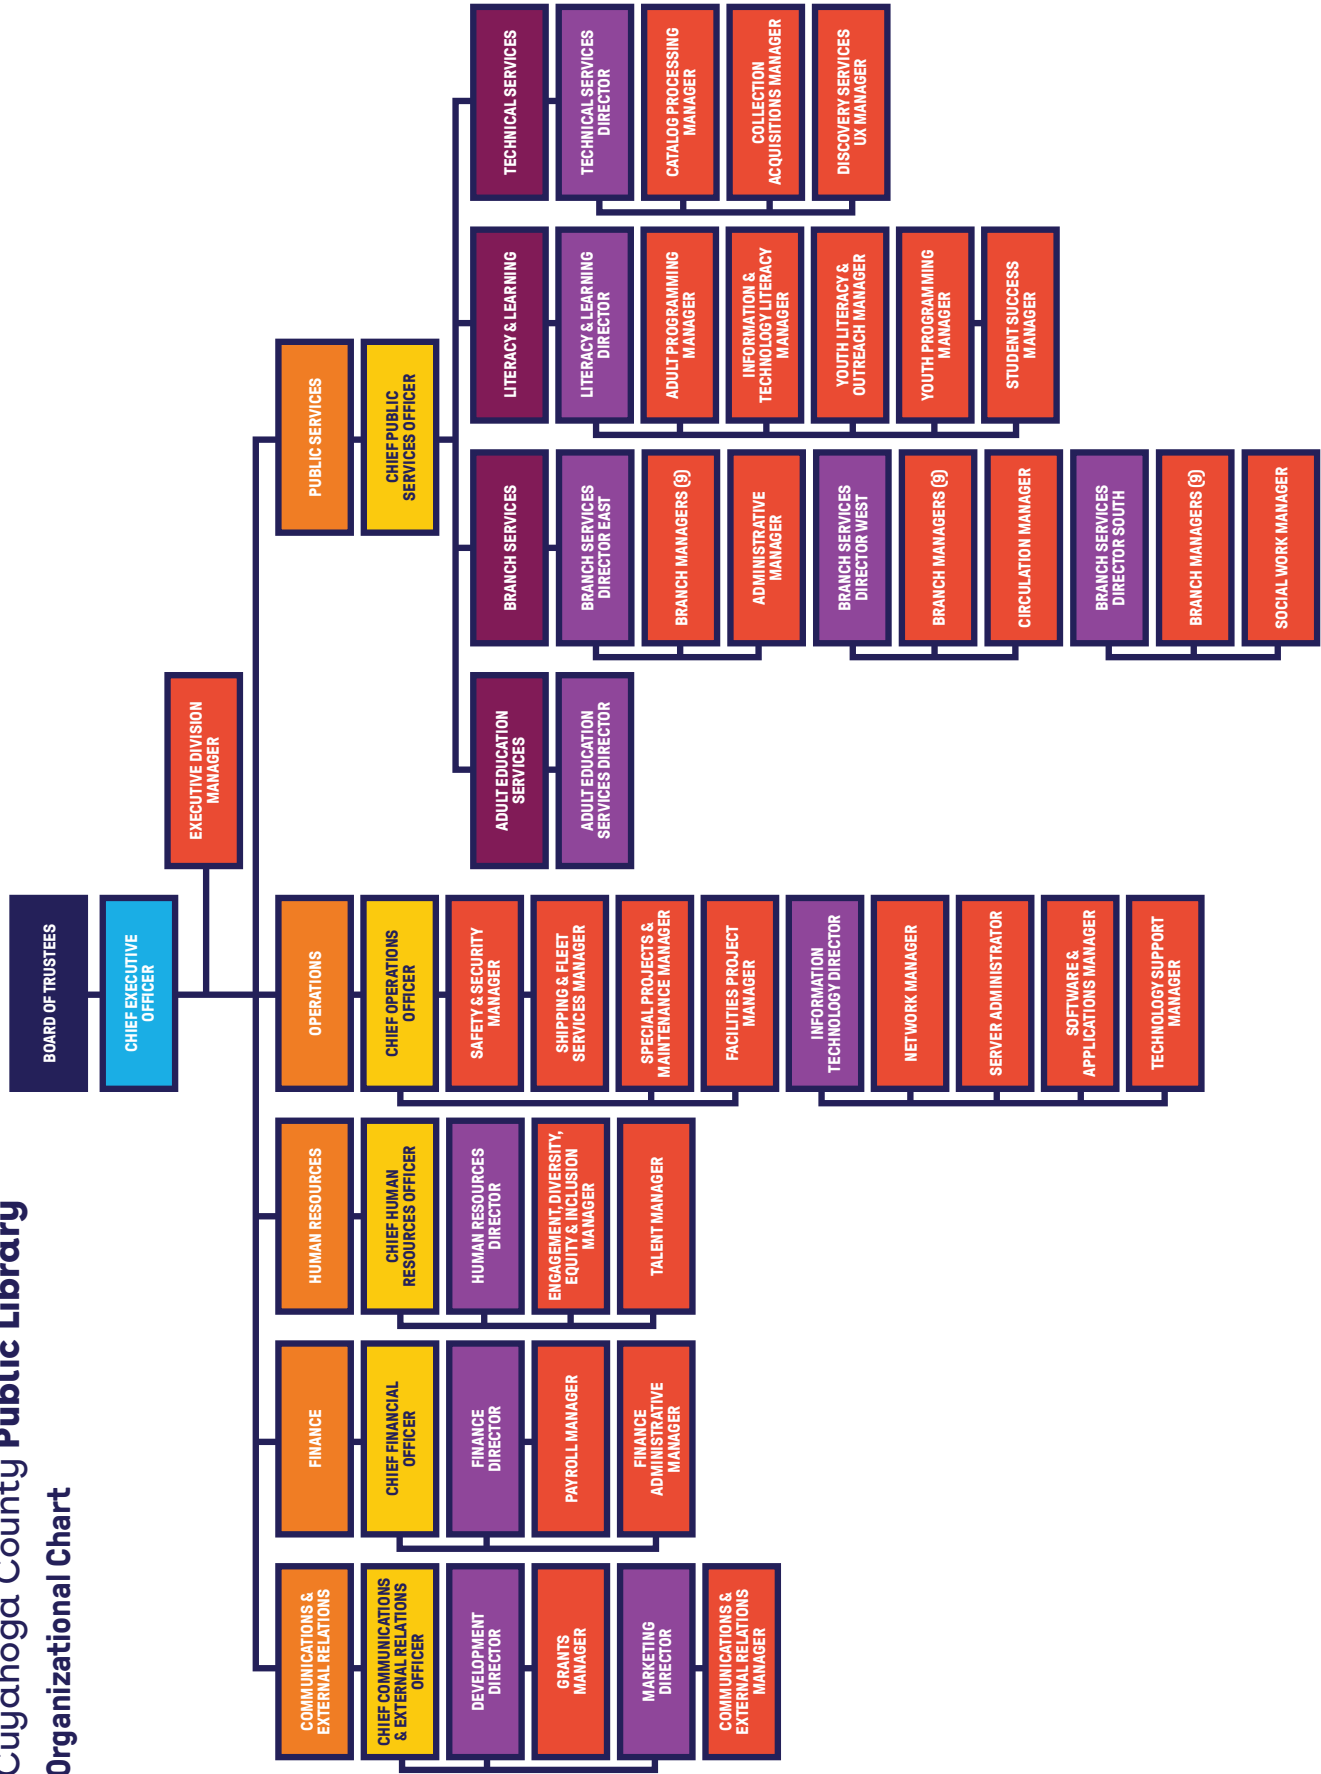 Cuyahoga County Public Library
Organizational Chart
BOARD OF TRUSTEES
CHIEF EXECUTIVE
OFFICER
EXECUTIVE DIVISION
MANAGER
COMMUNICATIONS &
EXTERNAL RELATIONS
CHIEF COMMUNICATIONS
& EXTERNAL RELATIONS
OFFICER
DEVELOPMENT
DIRECTOR
GRANTS
MANAGER
MARKETING
DIRECTOR
COMMUNICATIONS &
EXTERNAL RELATIONS
MANAGER
FINANCE
CHIEF FINANCIAL
OFFICER
FINANCE
DIRECTOR
PAYROLL MANAGER
FINANCE
ADMINISTRATIVE
MANAGER
HUMAN RESOURCES
CHIEF HUMAN
RESOURCES OFFICER
HUMAN RESOURCES
DIRECTOR
ENGAGEMENT, DIVERSITY,
EQUITY & INCLUSION
MANAGER
TALENT MANAGER
OPERATIONS
CHIEF OPERATIONS
OFFICER
SAFETY & SECURITY
MANAGER
SHIPPING & FLEET
SERVICES MANAGER
SPECIAL PROJECTS &
MAINTENANCE MANAGER
FACILITIES PROJECT
MANAGER
INFORMATION
TECHNOLOGY DIRECTOR
NETWORK MANAGER
SERVER ADMINISTRATOR
SOFTWARE &
APPLICATIONS MANAGER
TECHNOLOGY SUPPORT
MANAGER
PUBLIC SERVICES
CHIEF PUBLIC
SERVICES OFFICER
ADULT EDUCATION
SERVICES
ADULT EDUCATION
SERVICES DIRECTOR
BRANCH SERVICES
BRANCH SERVICES
DIRECTOR EAST
BRANCH MANAGERS (9)
ADMINISTRATIVE
MANAGER
BRANCH SERVICES
DIRECTOR WEST
BRANCH MANAGERS (9)
CIRCULATION MANAGER
BRANCH SERVICES
DIRECTOR SOUTH
BRANCH MANAGERS (9)
SOCIAL WORK MANAGER
LITERACY & LEARNING
LITERACY & LEARNING
DIRECTOR
ADULT PROGRAMMING
MANAGER
INFORMATION &
TECHNOLOGY LITERACY
MANAGER
YOUTH LITERACY &
OUTREACH MANAGER
YOUTH PROGRAMMING
MANAGER
STUDENT SUCCESS
MANAGER
TECHNICAL SERVICES
TECHNICAL SERVICES
DIRECTOR
CATALOG PROCESSING
MANAGER
COLLECTION
ACQUISITIONS MANAGER
DISCOVERY SERVICES
UX MANAGER